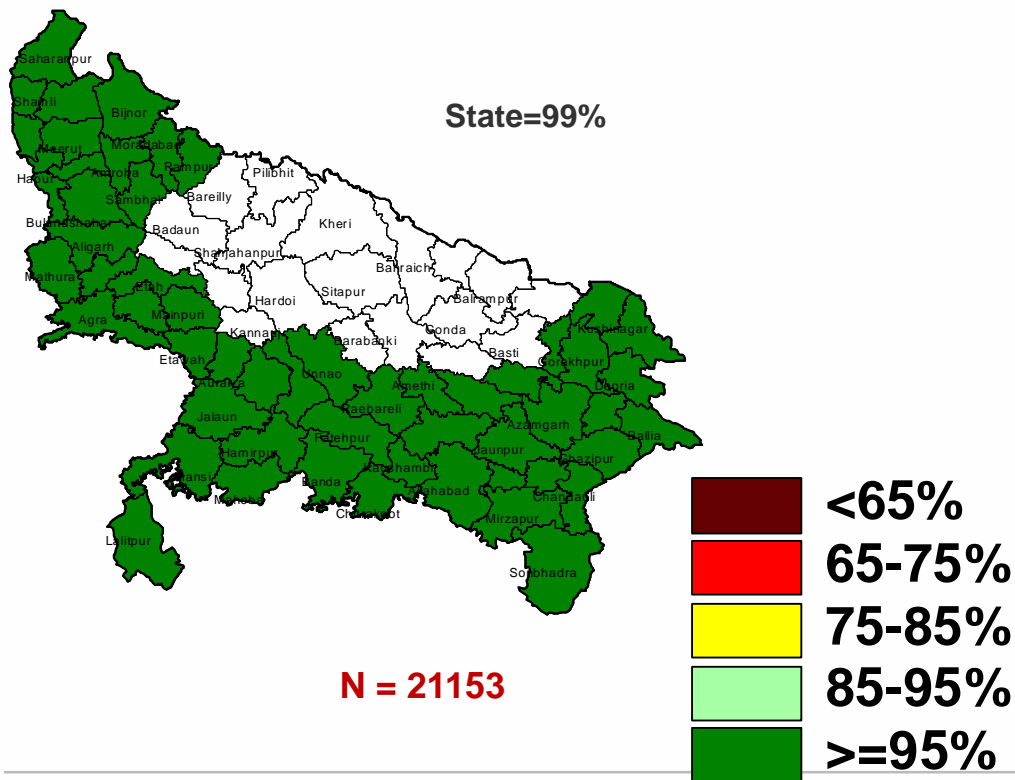 Saharanpur
Shamli
Bijnor
State=99%
Meerut
Moradabad
Hapur
Amroha
Rampur
Pilibhit
Sambhal
Bareilly
Bulandshahar
Badaun
Kheri
Aligarh
Shahjahanpur
Mathura
Etah
Bahraich
Hardoi
Sitapur
Balrampur
Agra
Mainpuri
Kannauj
Barabanki
Gonda
Kushinagar
Etawah
Basti
Gorakhpur
Auraiya
Unnao
Amethi
Deoria
Jalaun
Raebareli
Azamgarh
Ballia
Fatehpur
Hamirpur
Jaunpur
Ghazipur
Jhansi
Kaushambi
Mahoba
Banda
Allahabad
Chandauli
Chitrakoot
Mirzapur
Lalitpur
Sonbhadra
<65%
65-75%
75-85%
N = 21153
85-95%
>=95%